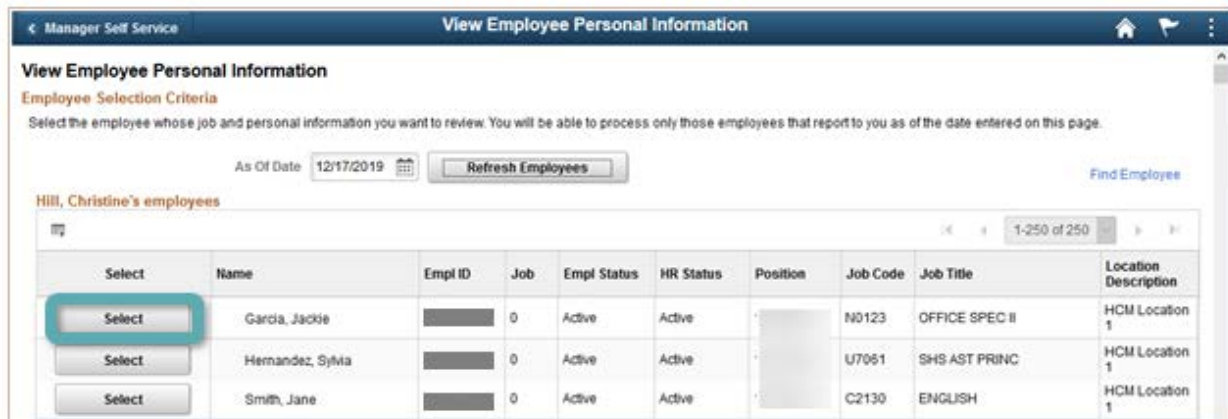 Manager Self Service
View Employee Personal Information
View Employee Personal Information
Employee Selection Criteria
Select the employee whose job and personal information you want to review. You will be able to process only those employees that report to you as of the date entered on this page.
As Of Date 12/17/2019 Refresh Employees
Find Employee
Hill, Christine's employees
1-250 of 250
Select Name Empl ID Job Empl Status HR Status Position Job Code Job Title Location Description
Select Garcia, Jackie 0 Active Active N0123 OFFICE SPEC II HCM Location 1
Select Hernandez, Sylvia 0 Active Active U7061 SHS AST PRINC HCM Location 1
Select Smith, Jane 0 Active Active C2130 ENGLISH HCM Location 1